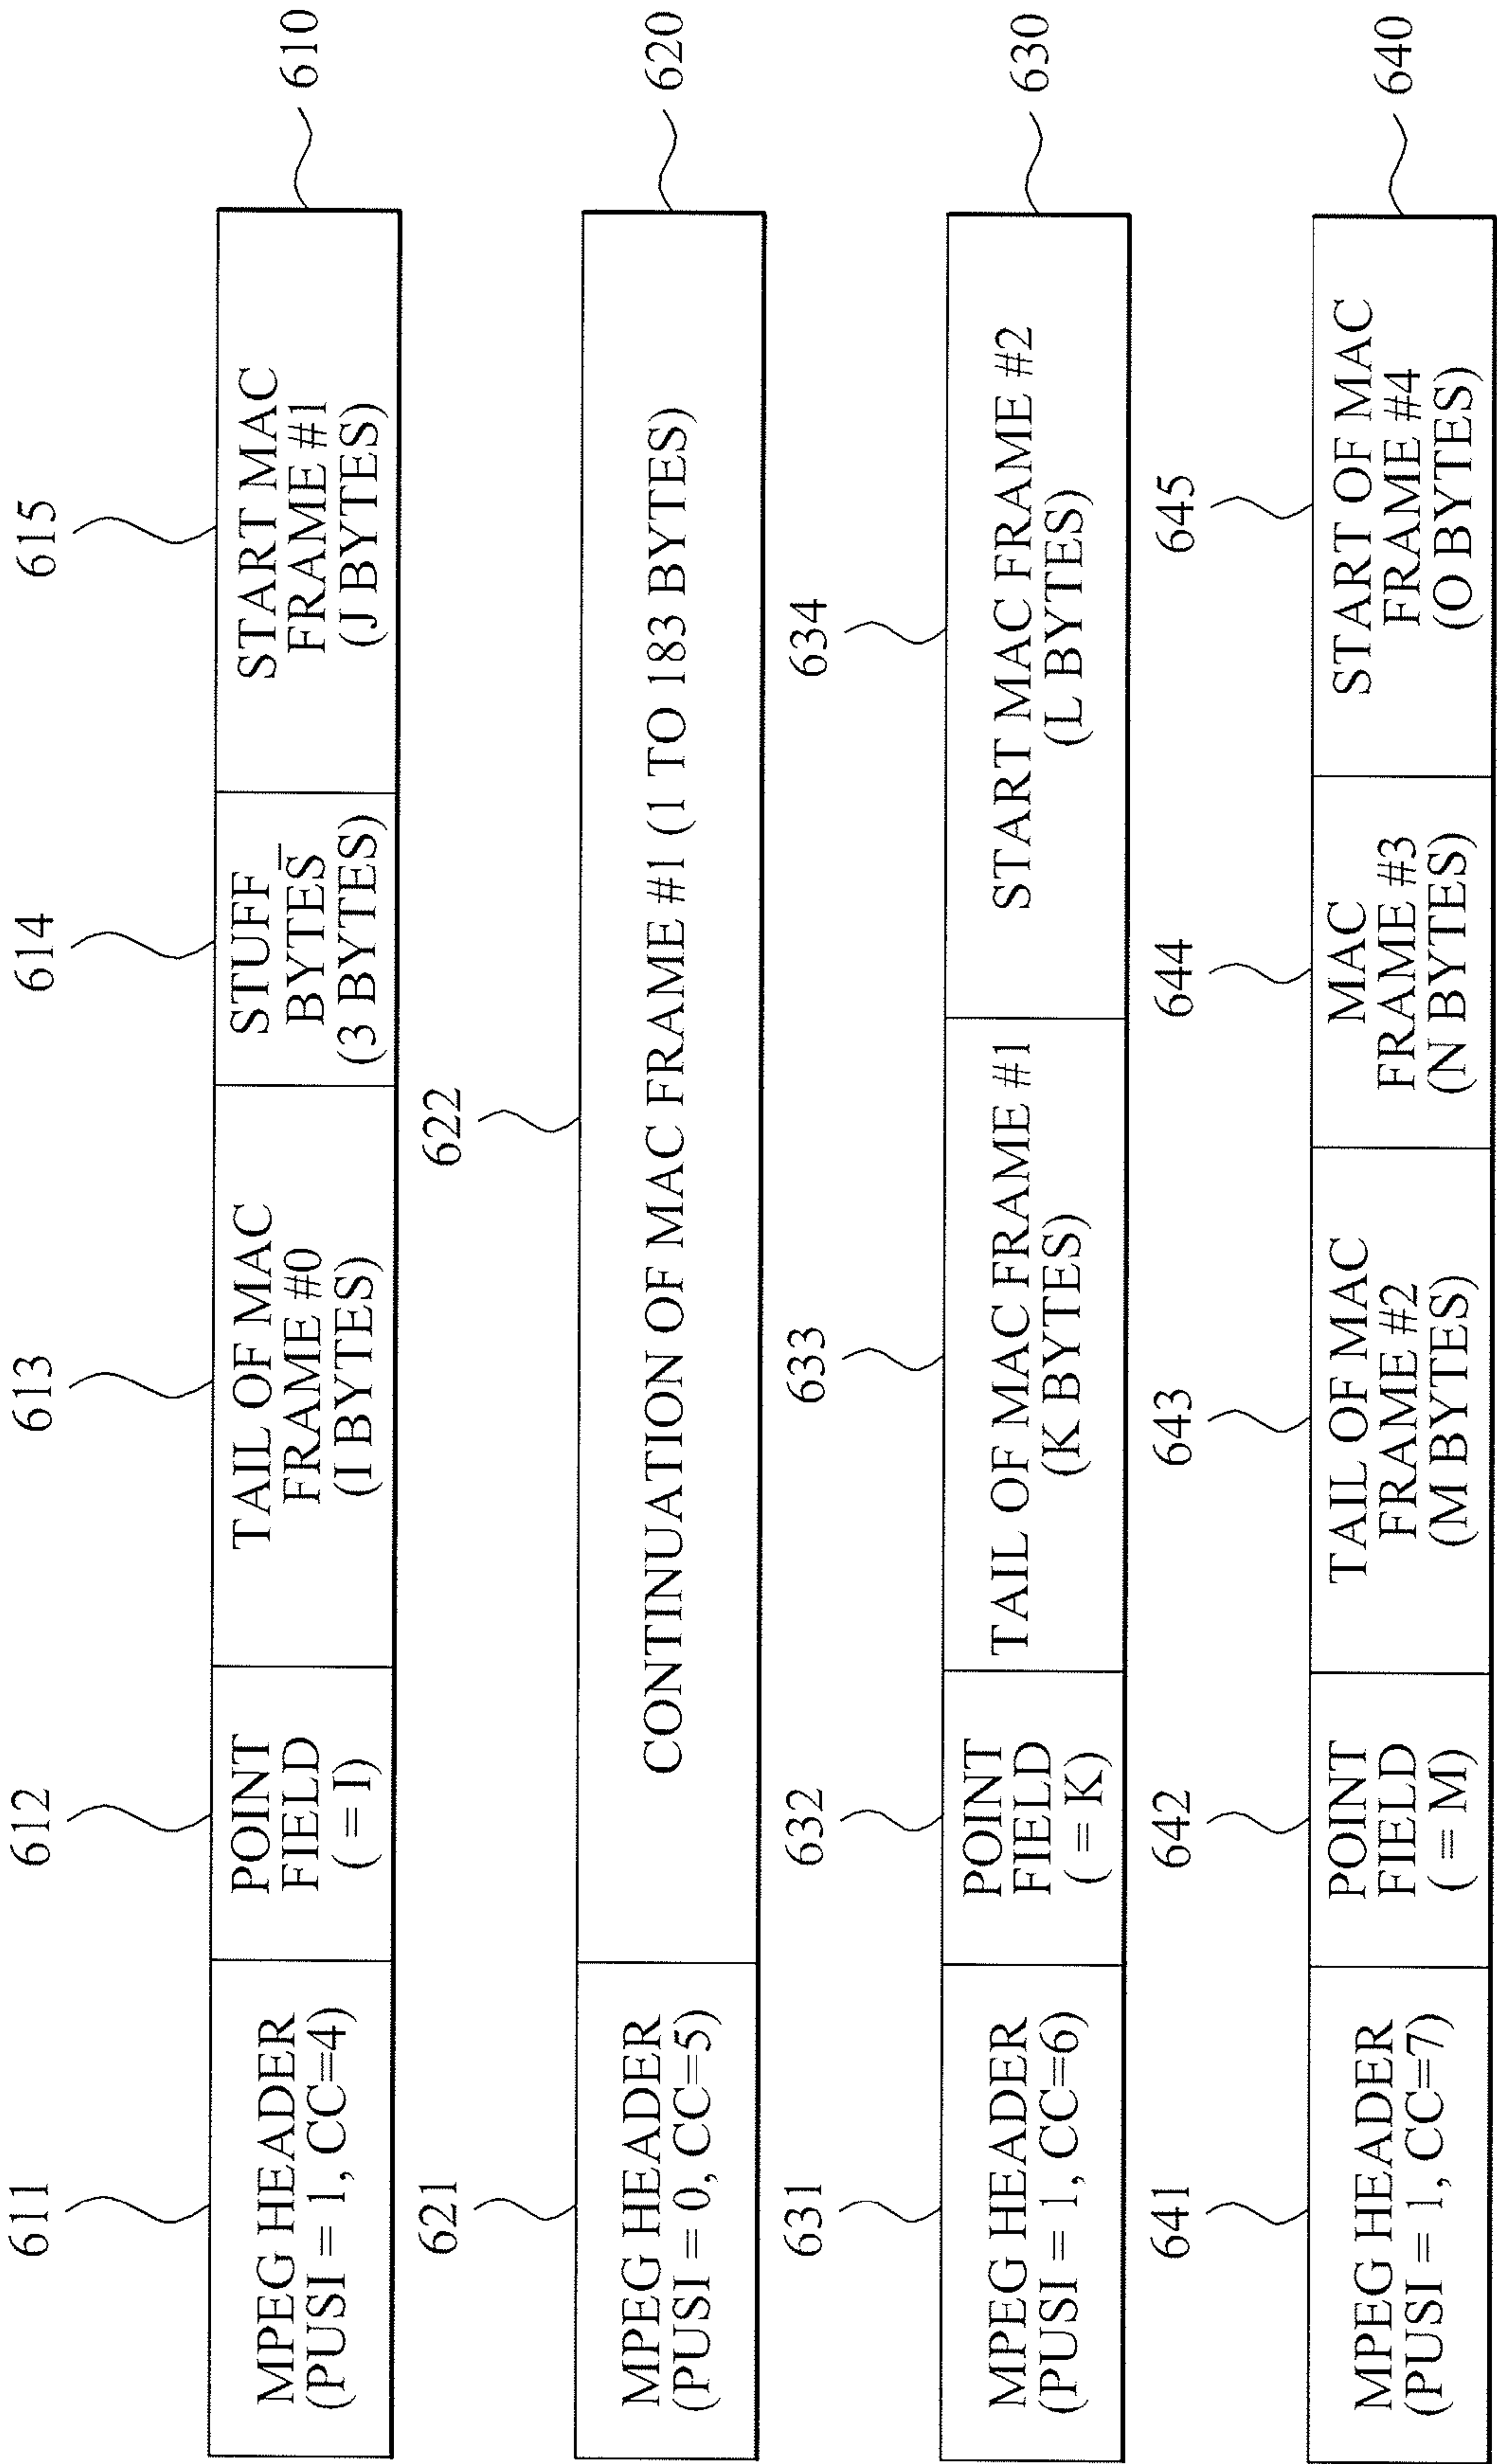 611
612
613
614
615
MPEG HEADER
(PUSI = 1, CC=4)
POINT
FIELD
( = I)
TAIL OF MAC
FRAME #0
(I BYTES)
STUFF_
BYTES
(3 BYTES)
START MAC
FRAME #1
(J BYTES)
610
621
622
MPEG HEADER
(PUSI = 0, CC=5)
CONTINUATION OF MAC FRAME #1 (1 TO 183 BYTES)
620
631
632
633
634
MPEG HEADER
(PUSI = 1, CC=6)
POINT
FIELD
( = K)
TAIL OF MAC FRAME #1
(K BYTES)
START MAC FRAME #2
(L BYTES)
630
641
642
643
644
645
MPEG HEADER
(PUSI = 1, CC=7)
POINT
FIELD
( = M)
TAIL OF MAC
FRAME #2
(M BYTES)
MAC
FRAME #3
(N BYTES)
START OF MAC
FRAME #4
(O BYTES)
640